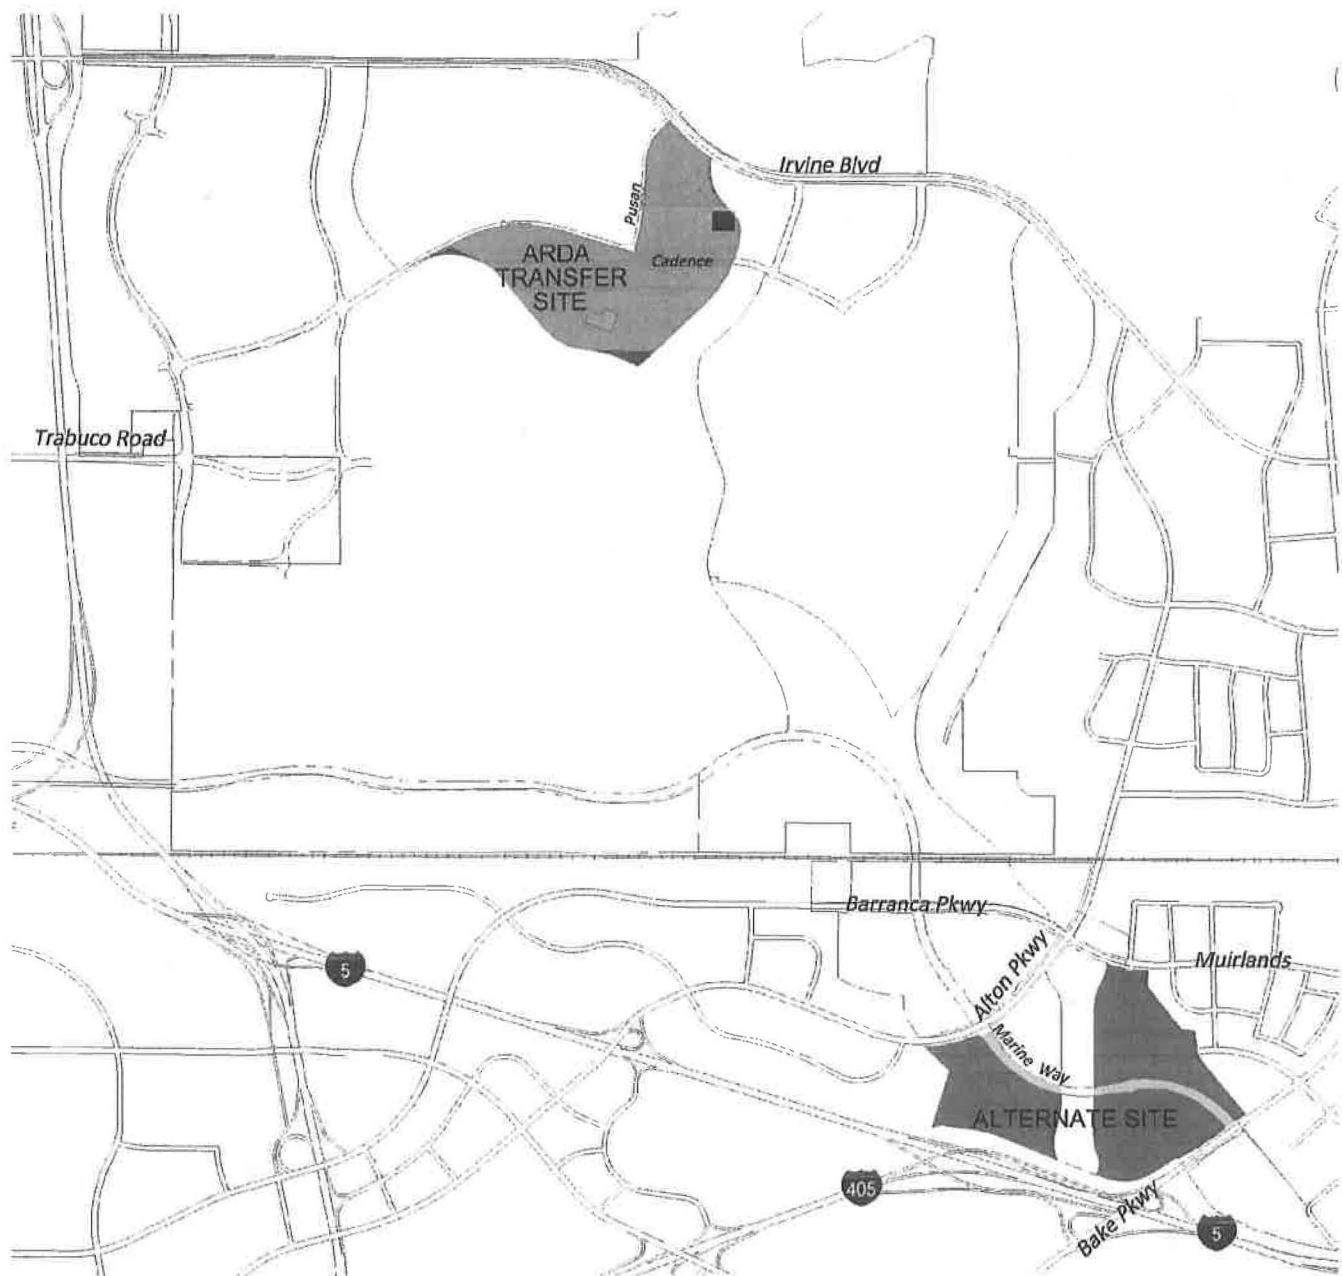 Irvine Blvd
Pusan
ARDA
TRANSFER
SITE
Cadence
Trabuco Road
Barranca Pkwy
Alton Pkwy
Muirlands
5
Marine Way
ALTERNATE SITE
405
Bake Pkwy
5